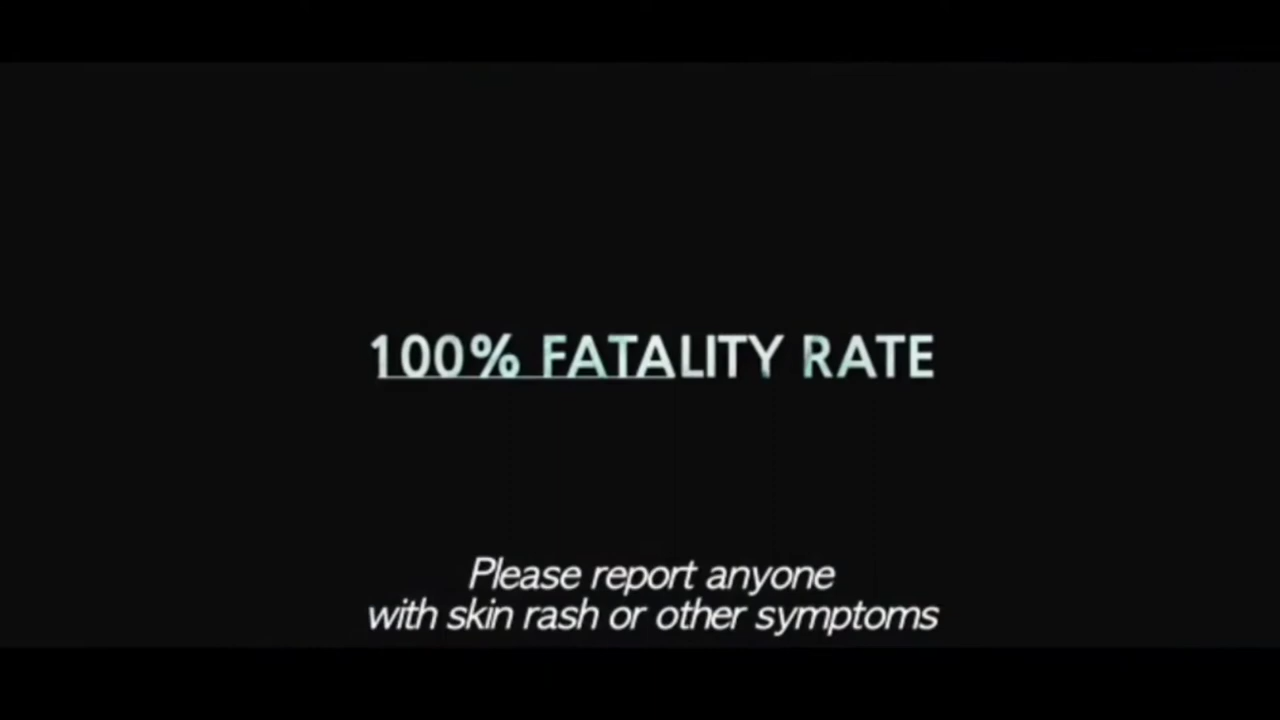 100% FATALITY RATE
Please report anyone
with skin rash or other symptoms